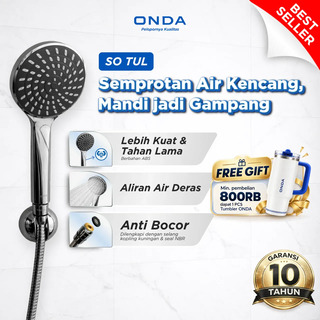 ONDA
Pelopornya Kualitas
BEST
SELLER
SO TUL
Semprotan Air Kencang,
Mandi jadi Gampang
Lebih Kuat &
Tahan Lama
Berbahan ABS
Aliran Air Deras
Anti Bocor
Dilengkapi dengan selang
kopling kuningan & seal NBR
FREE GIFT
Min. pembelian
800RB
dapat 1 PCS
Tumbler ONDA
ONDA
GARANSI
10
TAHUN